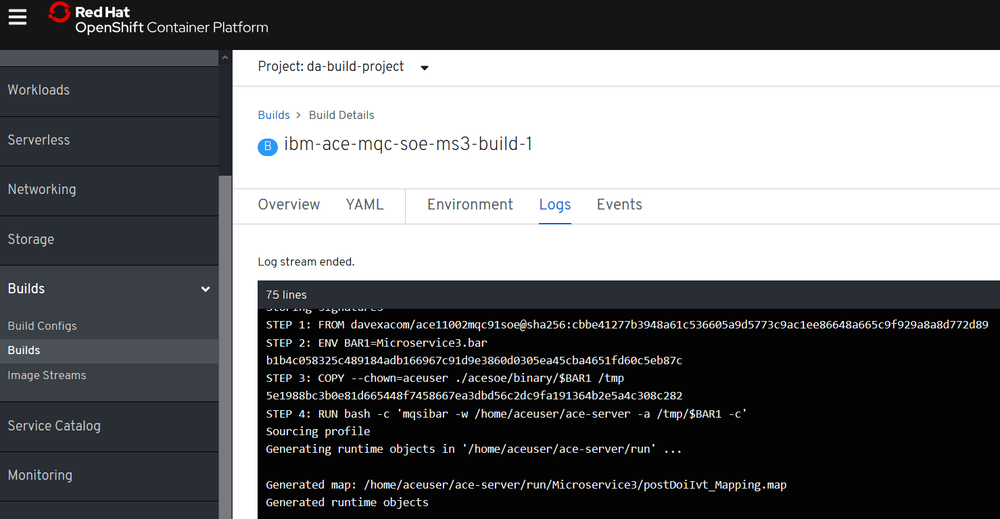 Red Hat
OpenShift Container Platform
Workloads
Serverless
Networking
Storage
Builds
Build Configs
Builds
Image Streams
Service Catalog
Monitoring
Project: da-build-project
Builds > Build Details
B ibm-ace-mqc-soe-ms3-build-1
Overview YAML Environment Logs Events
Log stream ended.
75 lines
Storing signatures
STEP 1: FROM davexacom/ace11002mqc91soe@sha256:cbbe41277b3948a61c536605a9d5773c9ac1ee86648a665c9f929a8a8d772d89
STEP 2: ENV BAR1=Microservice3.bar
b1b4c058325c489184adb166967c91d9e3860d0305ea45cba4651fd60c5eb87c
STEP 3: COPY --chown=aceuser ./acesoe/binary/$BAR1 /tmp
5e1988bc3b0e81d665448f7458667ea3dbd56c2dc9fa191364b2e5a4c308c282
STEP 4: RUN bash -c 'mqsibar -w /home/aceuser/ace-server -a /tmp/$BAR1 -c'
Sourcing profile
Generating runtime objects in '/home/aceuser/ace-server/run' ...
Generated map: /home/aceuser/ace-server/run/Microservice3/postDoiIvt_Mapping.map
Generated runtime objects